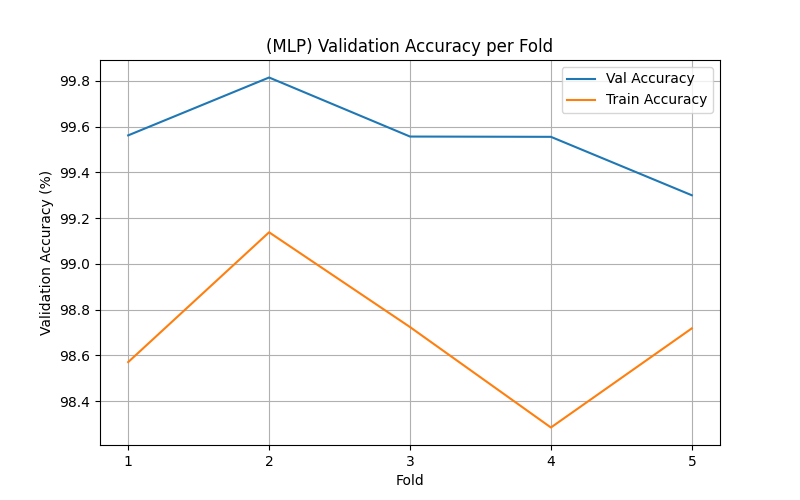 (MLP) Validation Accuracy per Fold
Val Accuracy
Train Accuracy
Validation Accuracy (%)
99.8
99.6
99.4
99.2
99.0
98.8
98.6
98.4
1 2 3 4 5
Fold